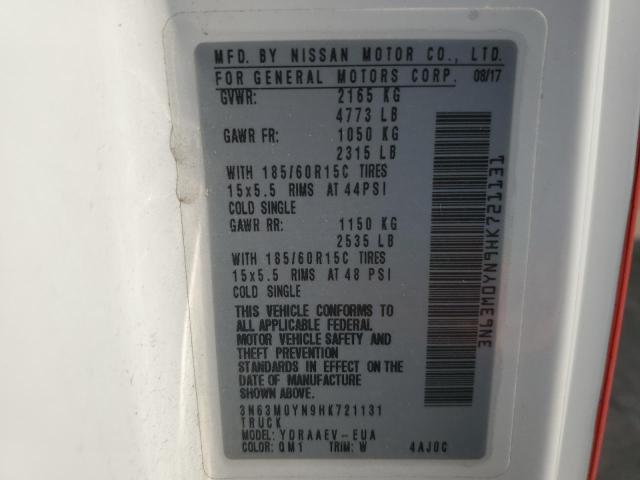 MFD. BY NISSAN MOTOR CO., LTD.
FOR GENERAL MOTORS CORP. 08/17
GVWR: 2165 KG
4773 LB
GAWR FR: 1050 KG
2315 LB
WITH 185/60R15C TIRES
15x5.5 RIMS AT 44PSI
COLD SINGLE
GAWR RR: 1150 KG
2535 LB
WITH 185/60R15C TIRES
15x5.5 RIMS AT 48 PSI
COLD SINGLE
THIS VEHICLE CONFORMS TO
ALL APPLICABLE FEDERAL
MOTOR VEHICLE SAFETY AND
THEFT PREVENTION
STANDARDS IN EFFECT ON THE
DATE OF MANUFACTURE
SHOWN ABOVE.
3N63M0YN9HK721131
TRUCK
MODEL: YDRAAEV-EUA
COLOR: QM1 TRIM: W 4AJ0C